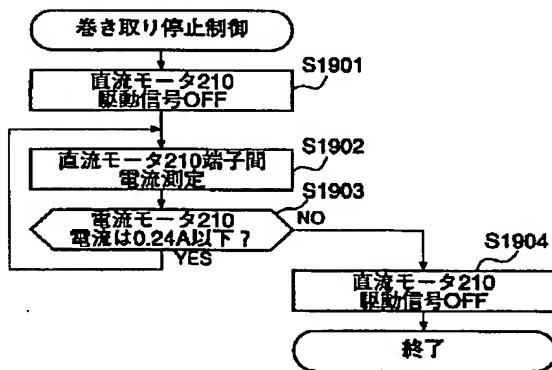 巻き取り停止制御
S1901
直流モータ210
駆動信号OFF
S1902
直流モータ210端子間
電流測定
S1903
電流モータ210
電流は0.24A以下？
NO
YES
S1904
直流モータ210
駆動信号OFF
終了